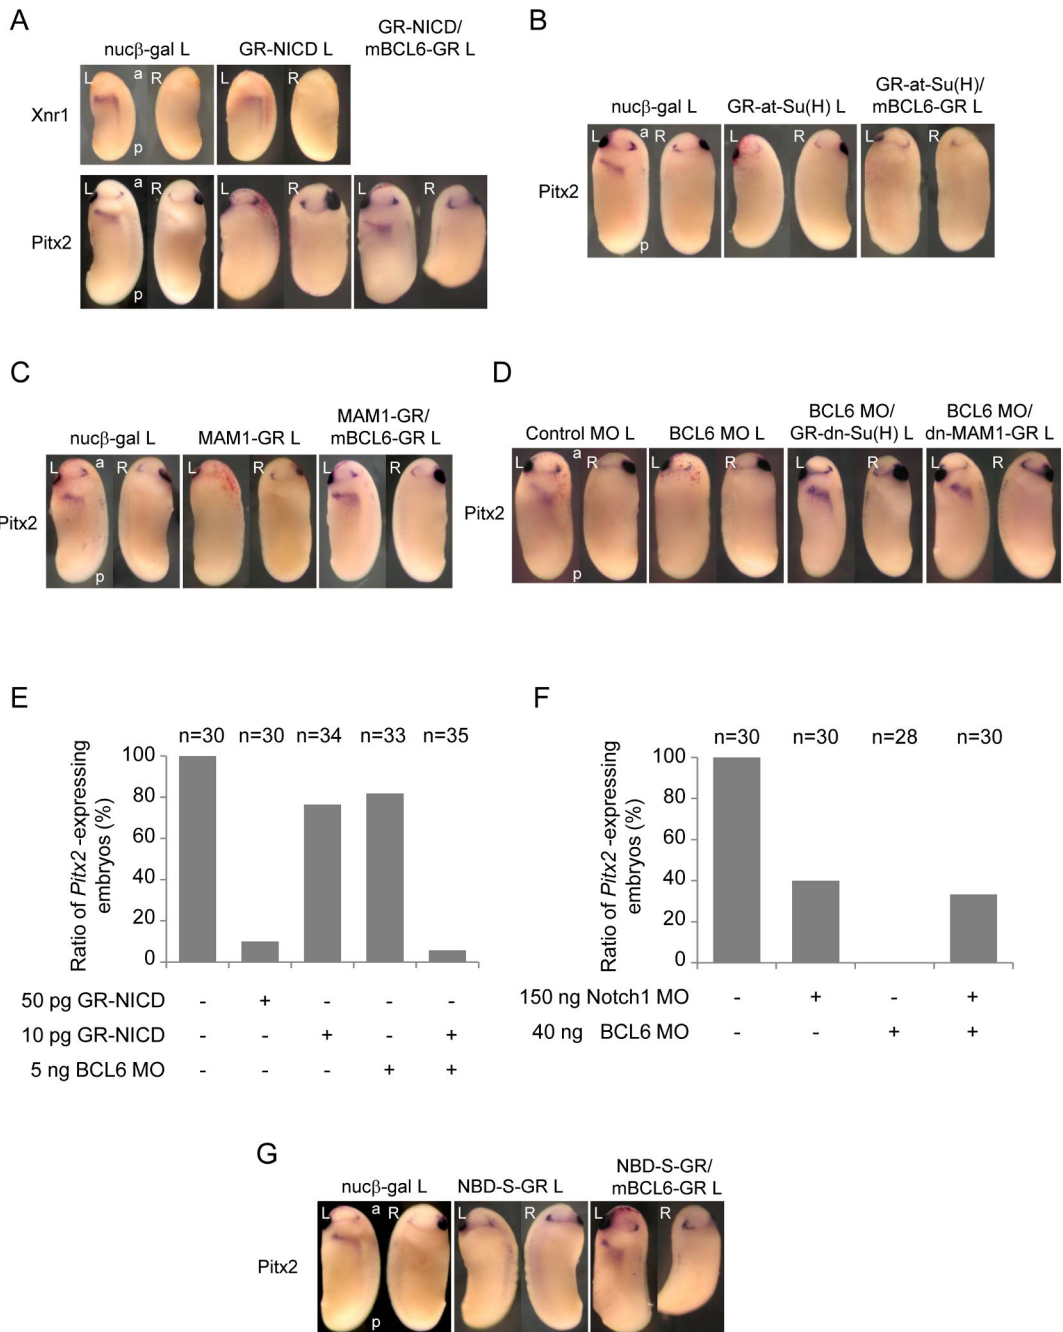 A
nucβ-gal L
GR-NICD L
GR-NICD/
mBCL6-GR L
Xnr1
L a R
p
L R
Pitx2
L a R
p
L R
L R
B
nucβ-gal L
GR-at-Su(H) L
GR-at-Su(H)/
mBCL6-GR L
Pitx2
L a R
p
L R
L R
C
nucβ-gal L
MAM1-GR L
MAM1-GR/
mBCL6-GR L
Pitx2
L a R
p
L R
L R
D
Control MO L
BCL6 MO L
BCL6 MO/
GR-dn-Su(H) L
BCL6 MO/
dn-MAM1-GR L
Pitx2
L a R
p
L R
L R
L R
E
n=30 n=30 n=34 n=33 n=35
Ratio of Pitx2 -expressing
embryos (%)
100
80
60
40
20
0
50 pg GR-NICD - + - - -
10 pg GR-NICD - - + - +
5 ng BCL6 MO - - - + +
F
n=30 n=30 n=28 n=30
Ratio of Pitx2 -expressing
embryos (%)
100
80
60
40
20
0
150 ng Notch1 MO - + - +
40 ng BCL6 MO - - + +
G
nucβ-gal L
NBD-S-GR L
NBD-S-GR/
mBCL6-GR L
Pitx2
L a R
p
L R
L R